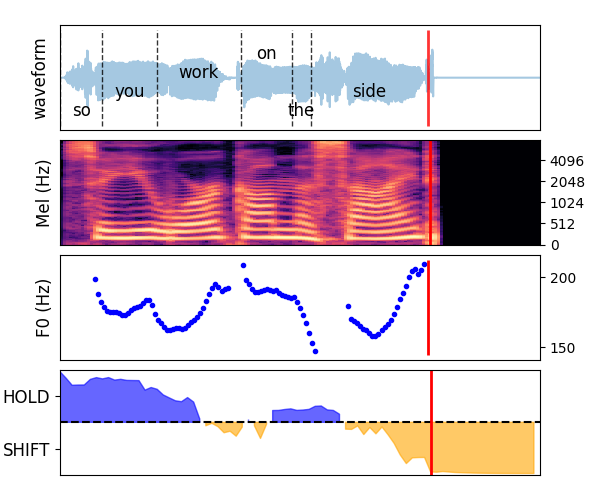 waveform
so
you
work
on
the
side
Mel (Hz)
4096
2048
1024
512
0
F0 (Hz)
200
150
HOLD
SHIFT